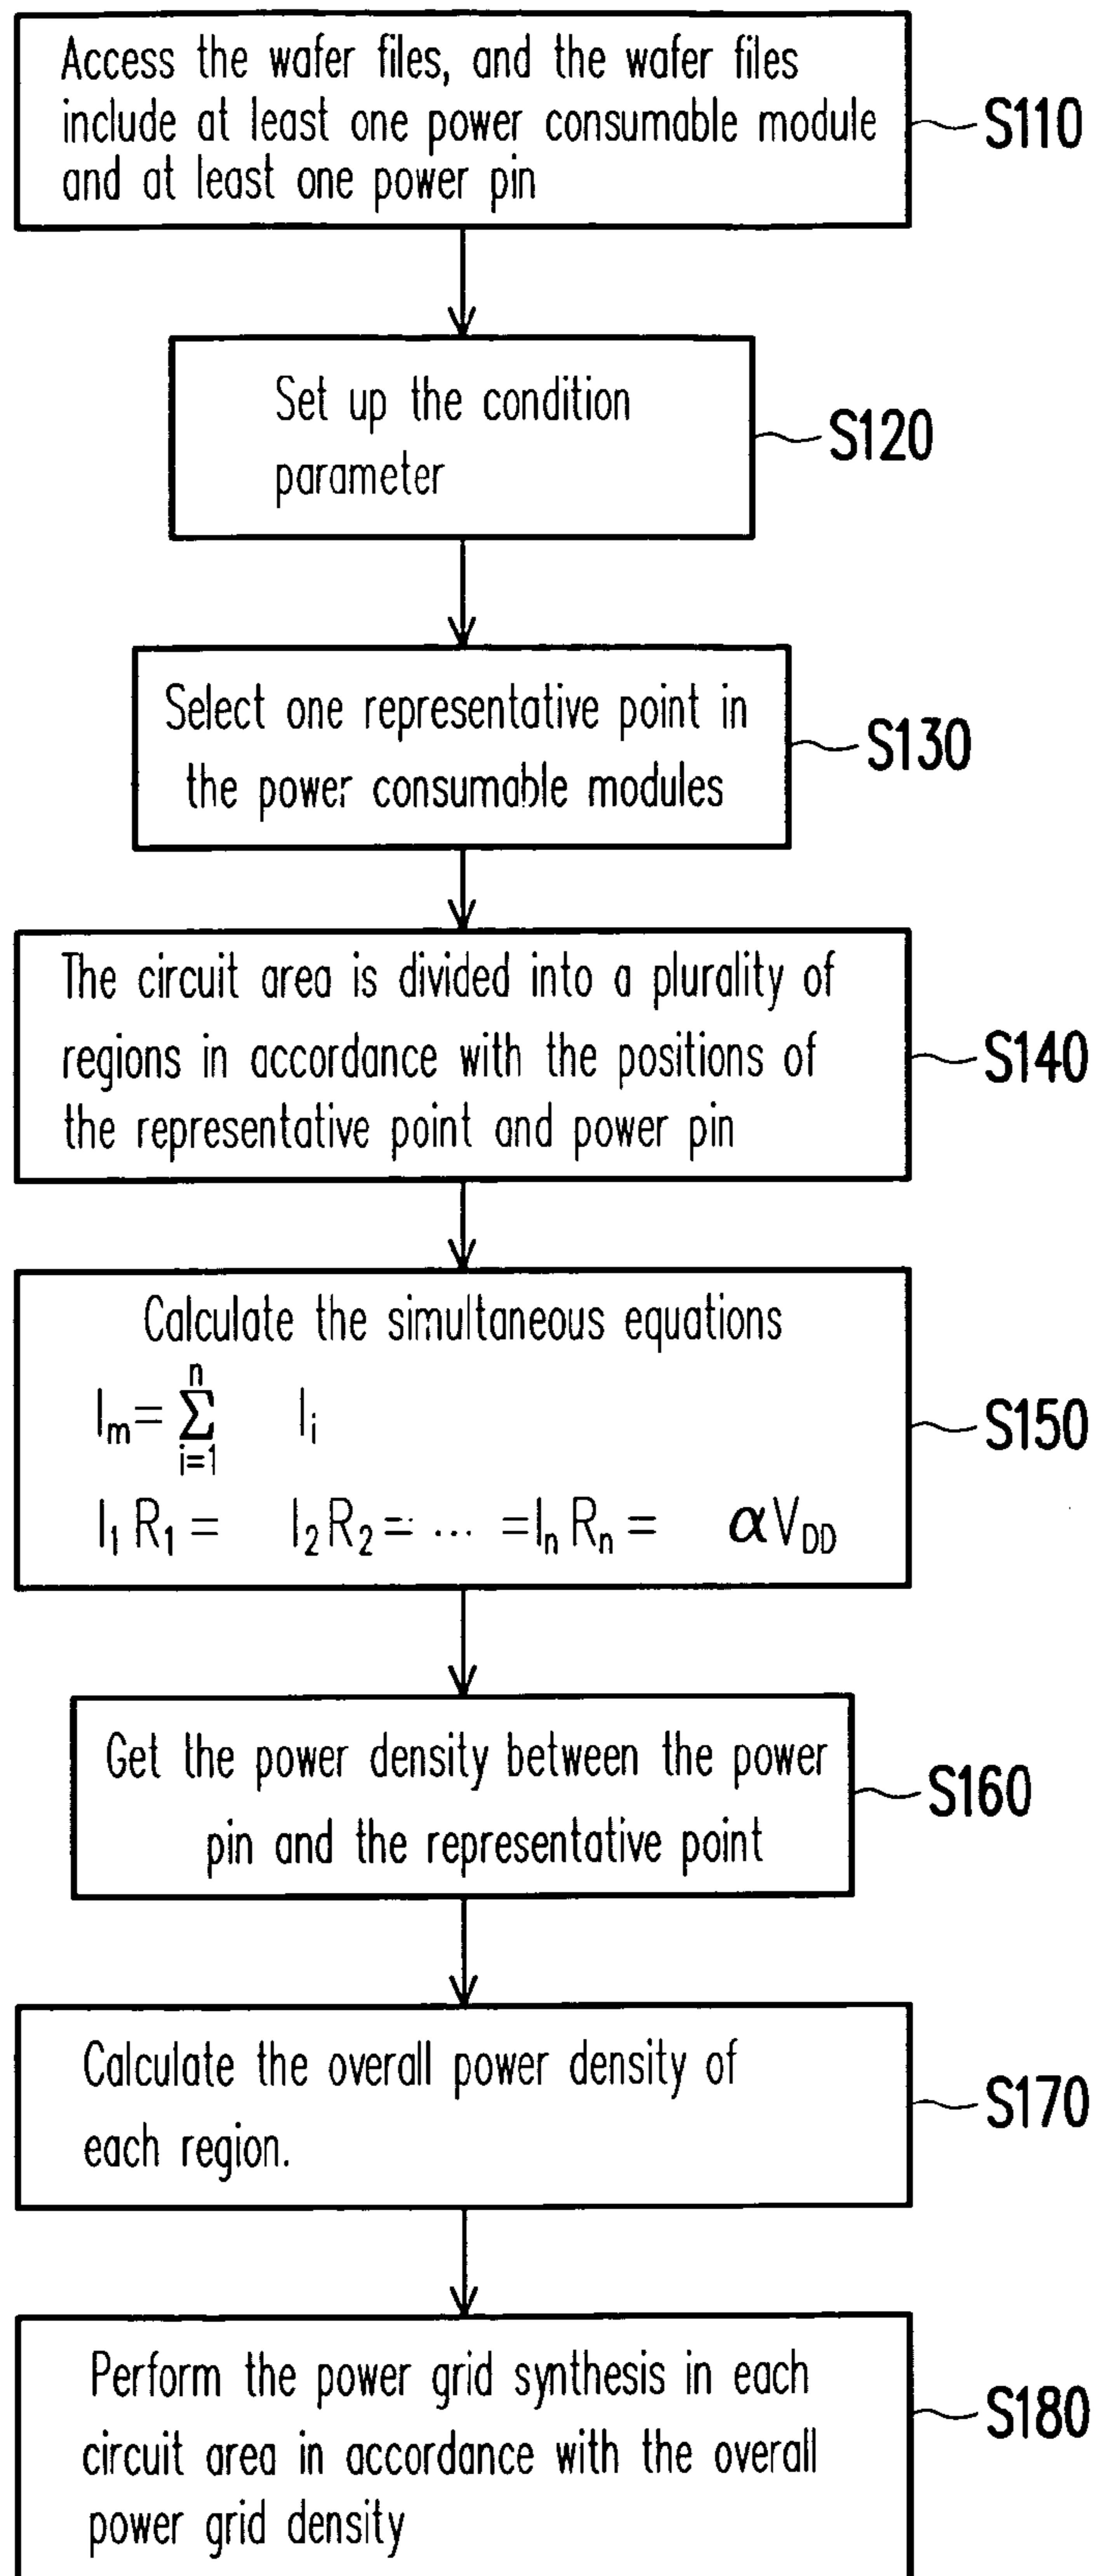 Access the wafer files, and the wafer files
include at least one power consumable module
and at least one power pin
S110
Set up the condition
parameter
S120
Select one representative point in
the power consumable modules
S130
The circuit area is divided into a plurality of
regions in accordance with the positions of
the representative point and power pin
S140
Calculate the simultaneous equations
I_m = \sum_{i=1}^{n} I_i
I_1 R_1 = I_2 R_2 = ... = I_n R_n = αV_DD
S150
Get the power density between the power
pin and the representative point
S160
Calculate the overall power density of
each region.
S170
Perform the power grid synthesis in each
circuit area in accordance with the overall
power grid density
S180